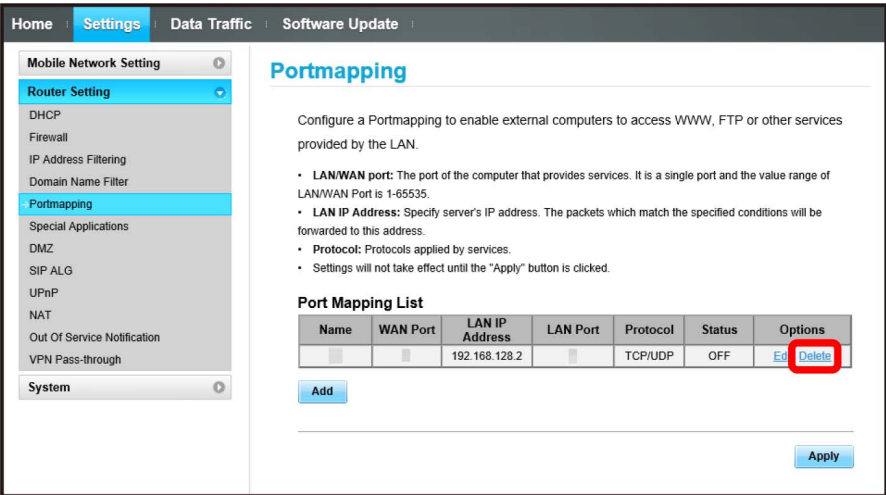 Home Settings Data Traffic Software Update
Mobile Network Setting
Router Setting
DHCP
Firewall
IP Address Filtering
Domain Name Filter
Portmapping
Special Applications
DMZ
SIP ALG
UPnP
NAT
Out Of Service Notification
VPN Pass-through
System
Portmapping
Configure a Portmapping to enable external computers to access WWW, FTP or other services
provided by the LAN.
• LAN/WAN port: The port of the computer that provides services. It is a single port and the value range of
LAN/WAN Port is 1-65535.
• LAN IP Address: Specify server's IP address. The packets which match the specified conditions will be
forwarded to this address.
• Protocol: Protocols applied by services.
• Settings will not take effect until the "Apply" button is clicked.
Port Mapping List
Name WAN Port LAN IP Address LAN Port Protocol Status Options
192.168.128.2 TCP/UDP OFF Delete
Add
Apply